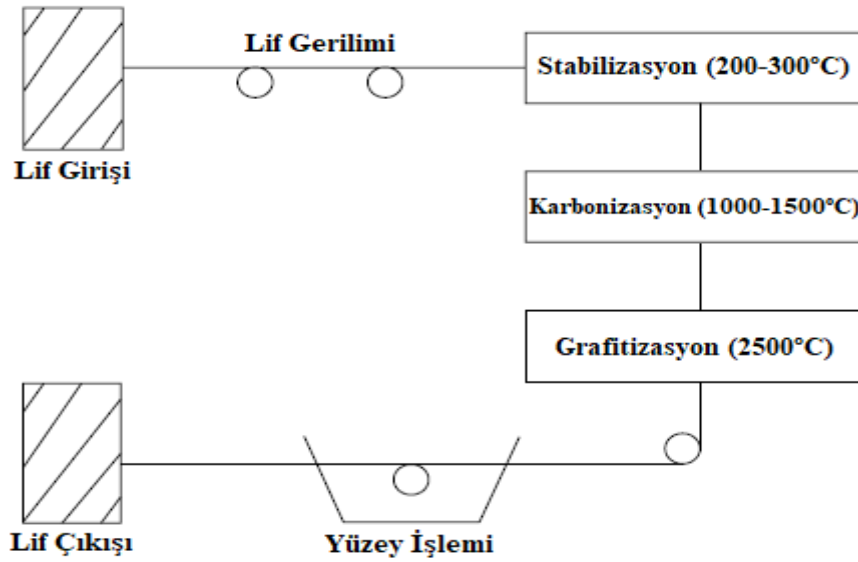 Lif Gerilimi
Stabilizasyon (200-300°C)
Lif Girişi
Karbonizasyon (1000-1500°C)
Grafitizasyon (2500°C)
Lif Çıkışı
Yüzey İşlemi